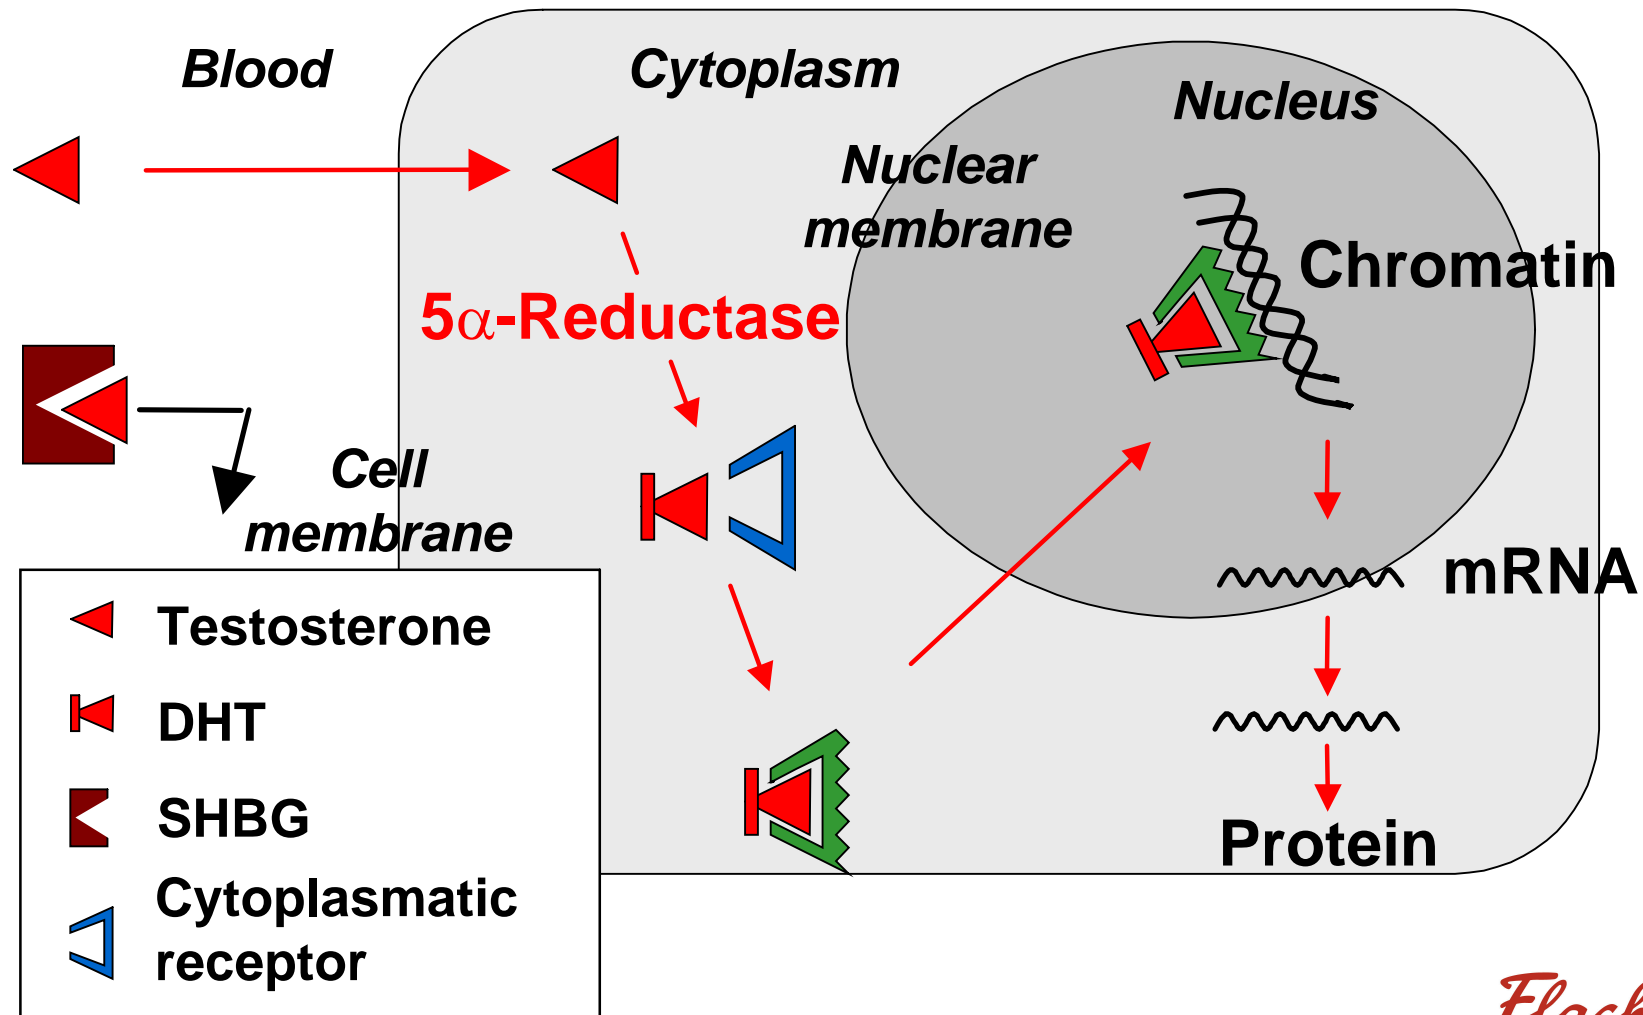 Blood
Cytoplasm
Nucleus
Nuclear
membrane
Chromatin
5α-Reductase
Cell
membrane
mRNA
Protein
Testosterone
DHT
SHBG
Cytoplasmatic
receptor